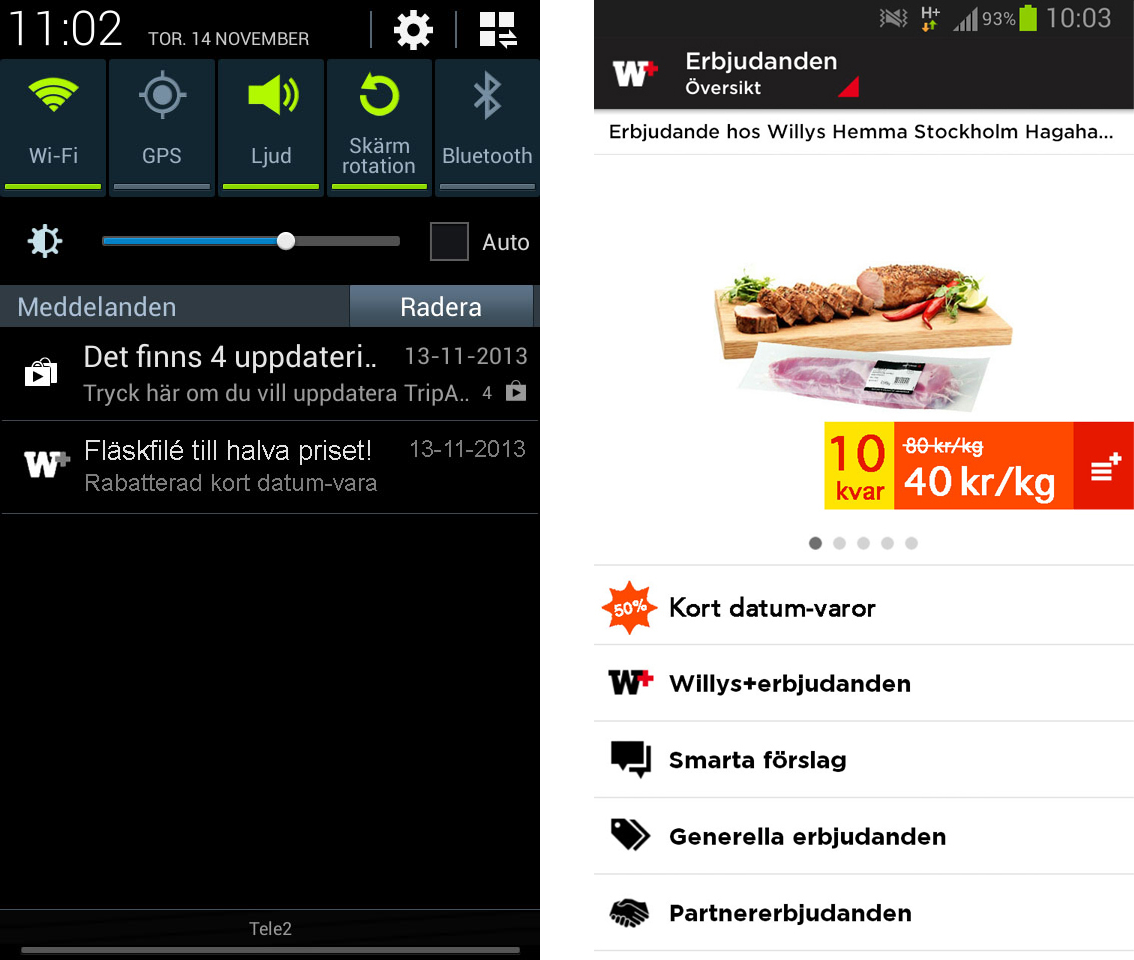 11:02 TOR. 14 NOVEMBER
Wi-Fi
GPS
Ljud
Skärm
rotation
Bluetooth
Auto
Meddelanden Radera
Det finns 4 uppdateri.. 13-11-2013
Tryck här om du vill uppdatera TripA.. 4
W+ Fläskfilé till halva priset! 13-11-2013
Rabatterad kort datum-vara
Tele2
H+ 93% 10:03
W+ Erbjudanden
Översikt
Erbjudande hos Willys Hemma Stockholm Hagaha...
10
kvar
80 kr/kg
40 kr/kg
50% Kort datum-varor
W+ Willys+erbjudanden
Smarta förslag
Generella erbjudanden
Partnererbjudanden